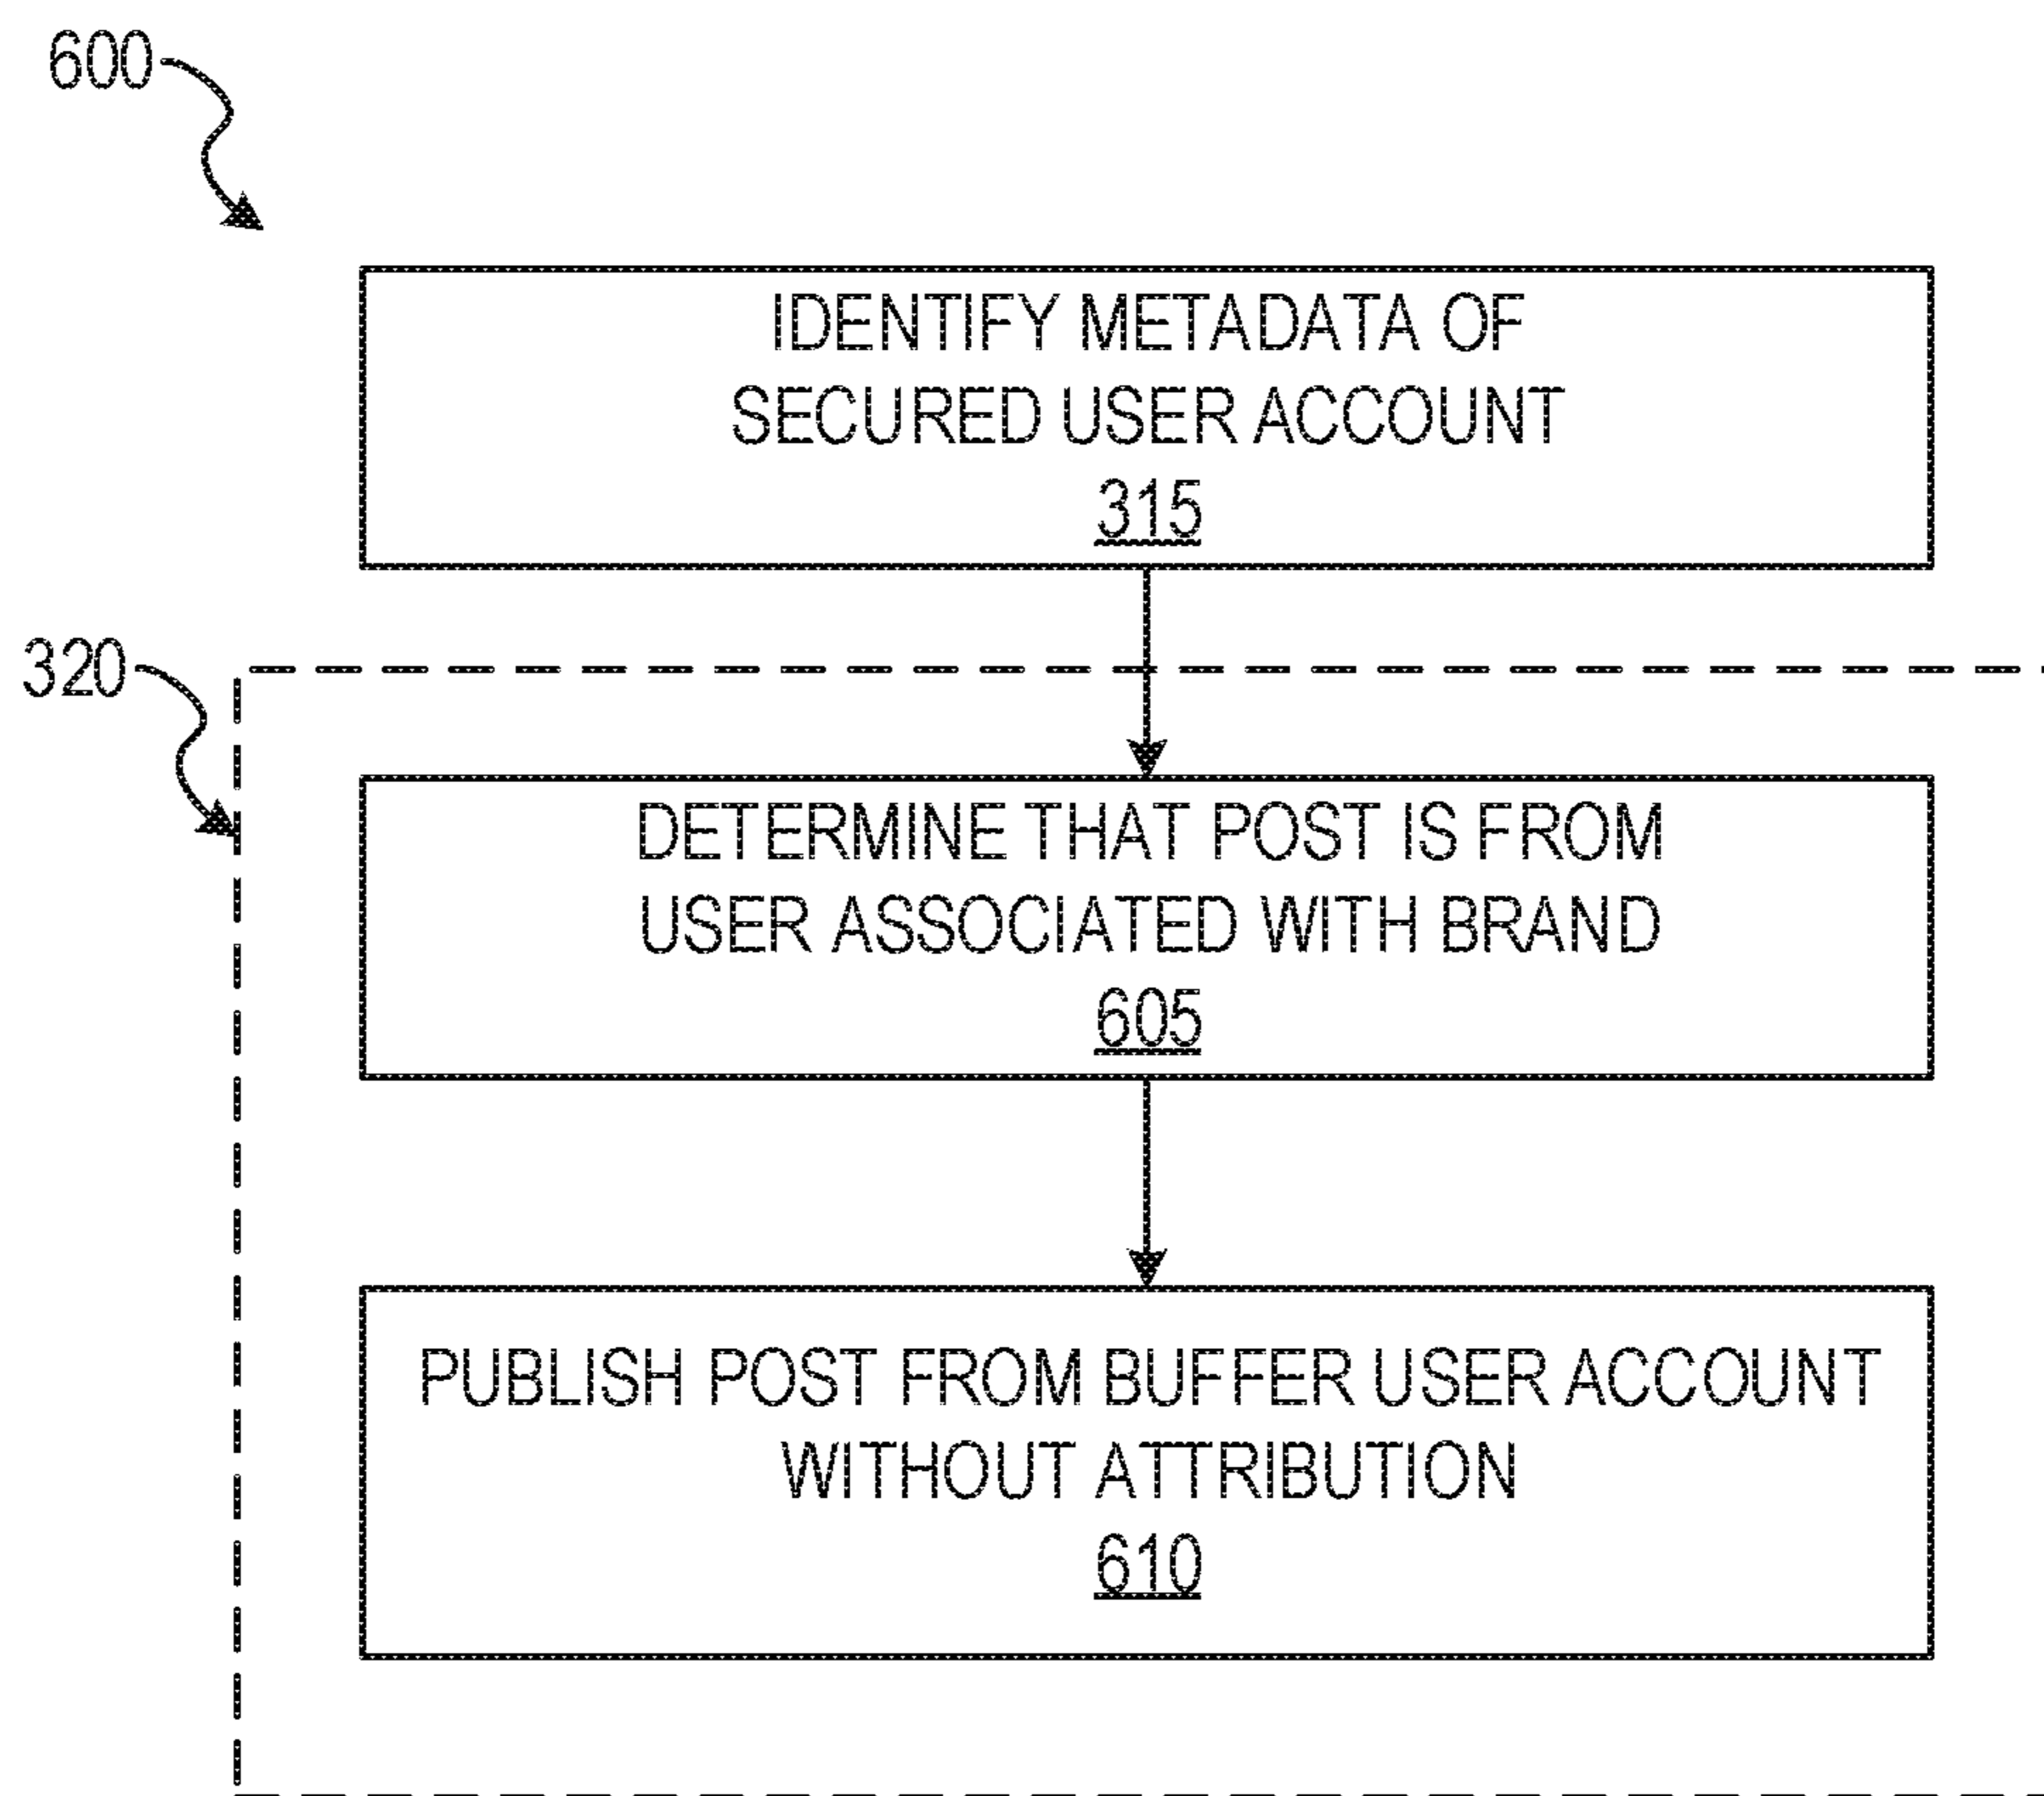 600
IDENTIFY METADATA OF
SECURED USER ACCOUNT
315
320
DETERMINE THAT POST IS FROM
USER ASSOCIATED WITH BRAND
605
PUBLISH POST FROM BUFFER USER ACCOUNT
WITHOUT ATTRIBUTION
610